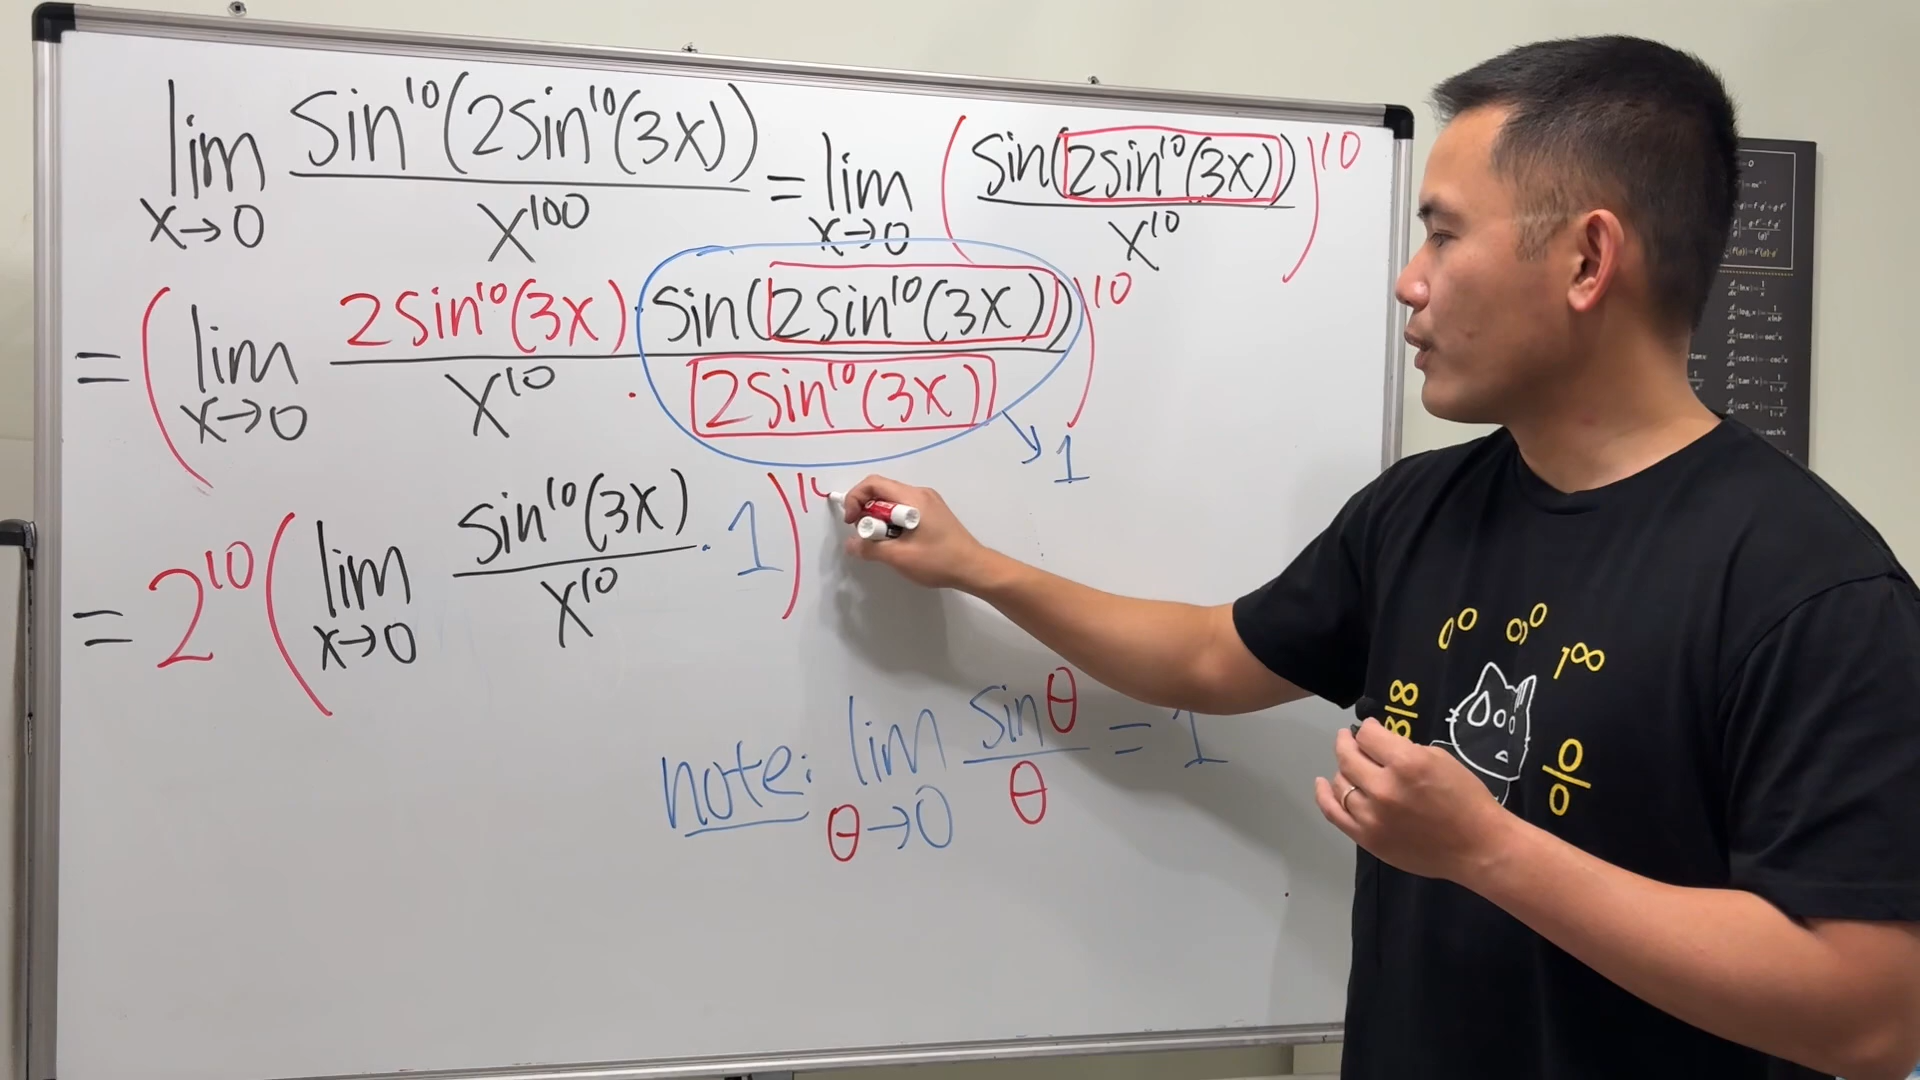 lim x→0 sin^10(2sin^10(3x)) / x^100 = lim x→0 ( sin(2sin^10(3x)) / x^10 )^10
= ( lim x→0 2sin^10(3x) / x^10 · sin(2sin^10(3x)) / 2sin^10(3x) )^10 → 1
= 2^10 ( lim x→0 sin^10(3x) / x^10 · 1 )^10
note: lim θ→0 sinθ / θ = 1
0^0 ∞^0 1^∞
∞/∞ 0/0